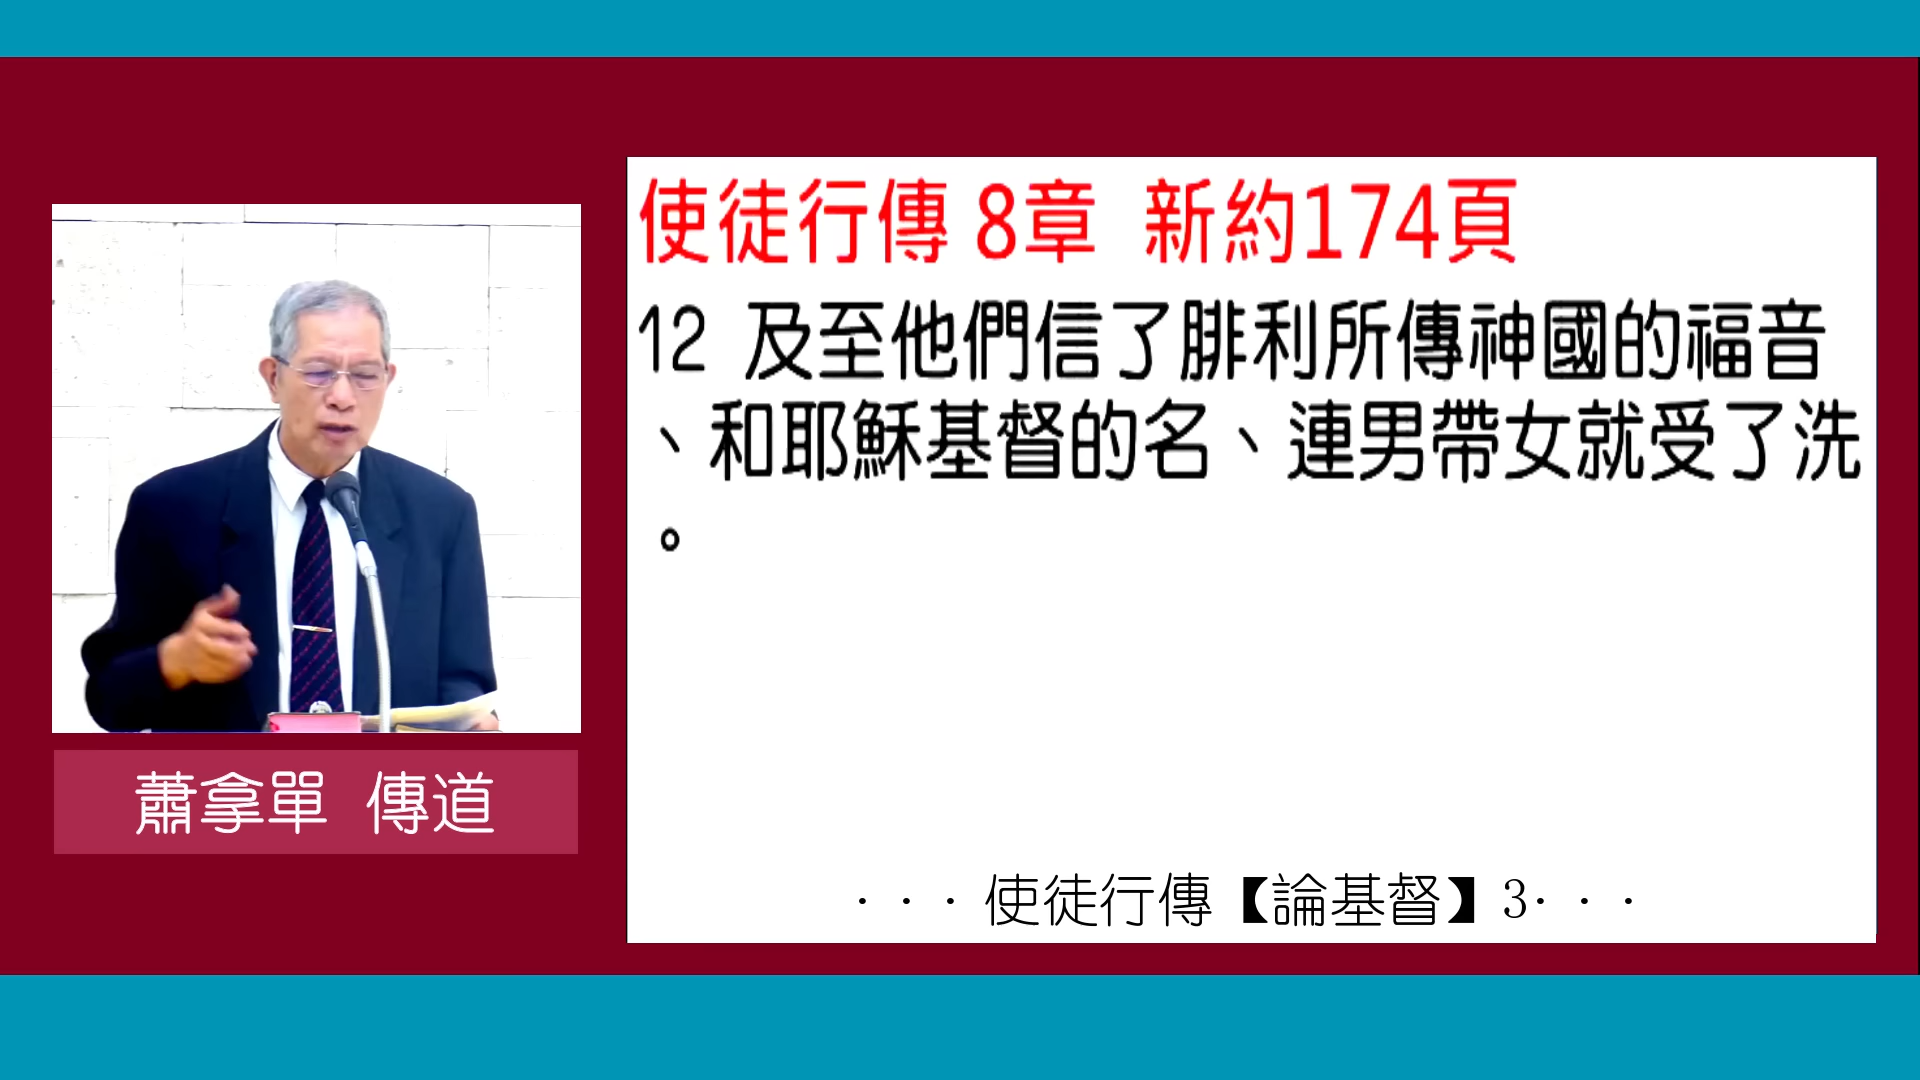 使徒行傳 8章 新約174頁
12 及至他們信了腓利所傳神國的福音
、和耶穌基督的名、連男帶女就受了洗
。
蕭拿單 傳道
···使徒行傳【論基督】3···